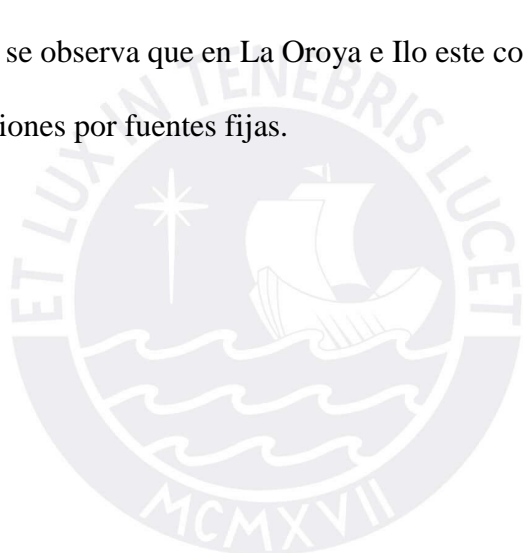 se observa que en La Oroya e Ilo este co
iones por fuentes fijas.
ET LUX IN TENEBRIS LUCET
MCMXVII